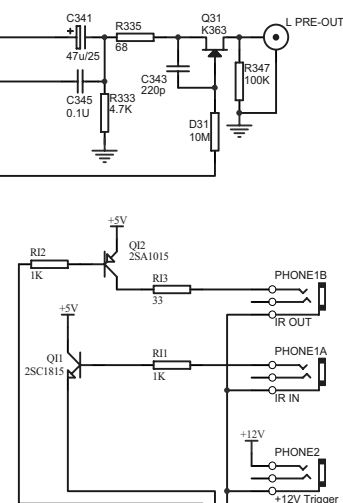 C341
+
47u/25
R335
68
Q31
K363
L PRE-OUT
C345
0.1U
R333
4.7K
C343
220p
R347
100K
D31
10M
+5V
RI2
1K
QI2
2SA1015
RI3
33
PHONE1B
IR OUT
+5V
QI1
2SC1815
RI1
1K
PHONE1A
IR IN
+12V
PHONE2
+12V Trigger